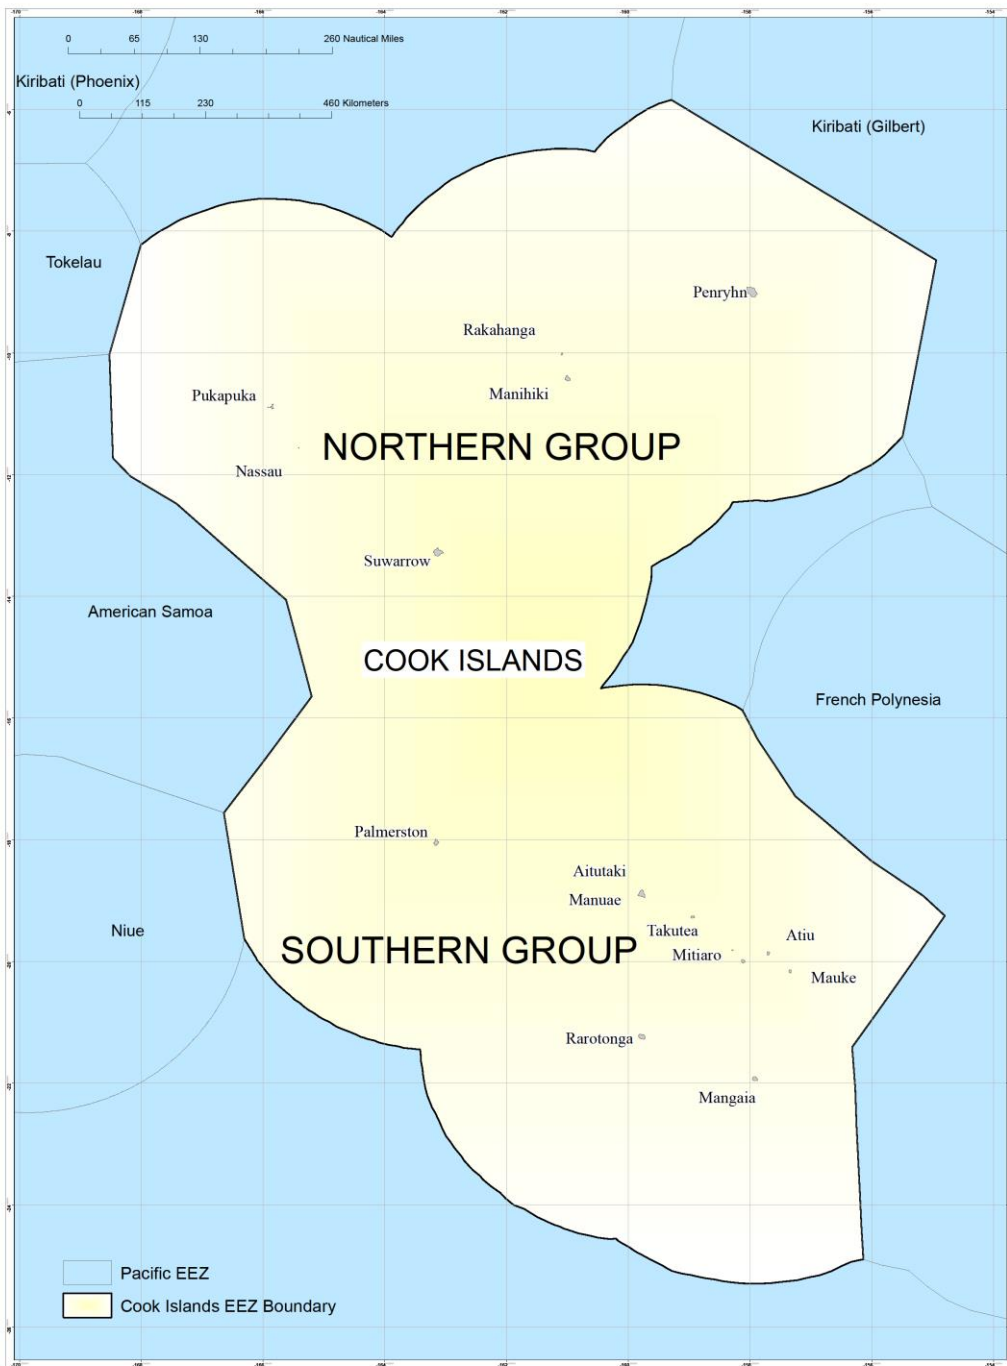 0 65 130 260 Nautical Miles
Kiribati (Phoenix)
0 115 230 460 Kilometers
Kiribati (Gilbert)
Tokelau
Penryhn
Rakahanga
Manihiki
Pukapuka
NORTHERN GROUP
Nassau
Suwarrow
American Samoa
COOK ISLANDS
French Polynesia
Palmerston
Aitutaki
Manuae
Takutea
Niue
SOUTHERN GROUP
Atiu
Mitiaro
Mauke
Rarotonga
Mangaia
Pacific EEZ
Cook Islands EEZ Boundary